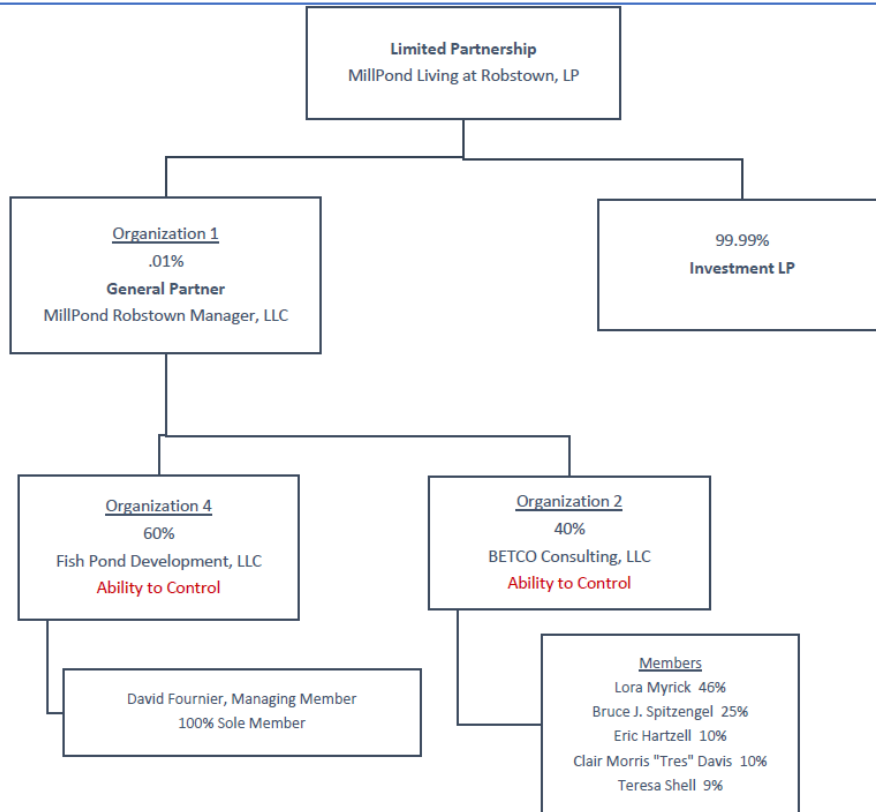 Limited Partnership
MillPond Living at Robstown, LP
Organization 1
.01%
General Partner
MillPond Robstown Manager, LLC
99.99%
Investment LP
Organization 4
60%
Fish Pond Development, LLC
Ability to Control
Organization 2
40%
BETCO Consulting, LLC
Ability to Control
David Fournier, Managing Member
100% Sole Member
Members
Lora Myrick 46%
Bruce J. Spitzengel 25%
Eric Hartzell 10%
Clair Morris "Tres" Davis 10%
Teresa Shell 9%